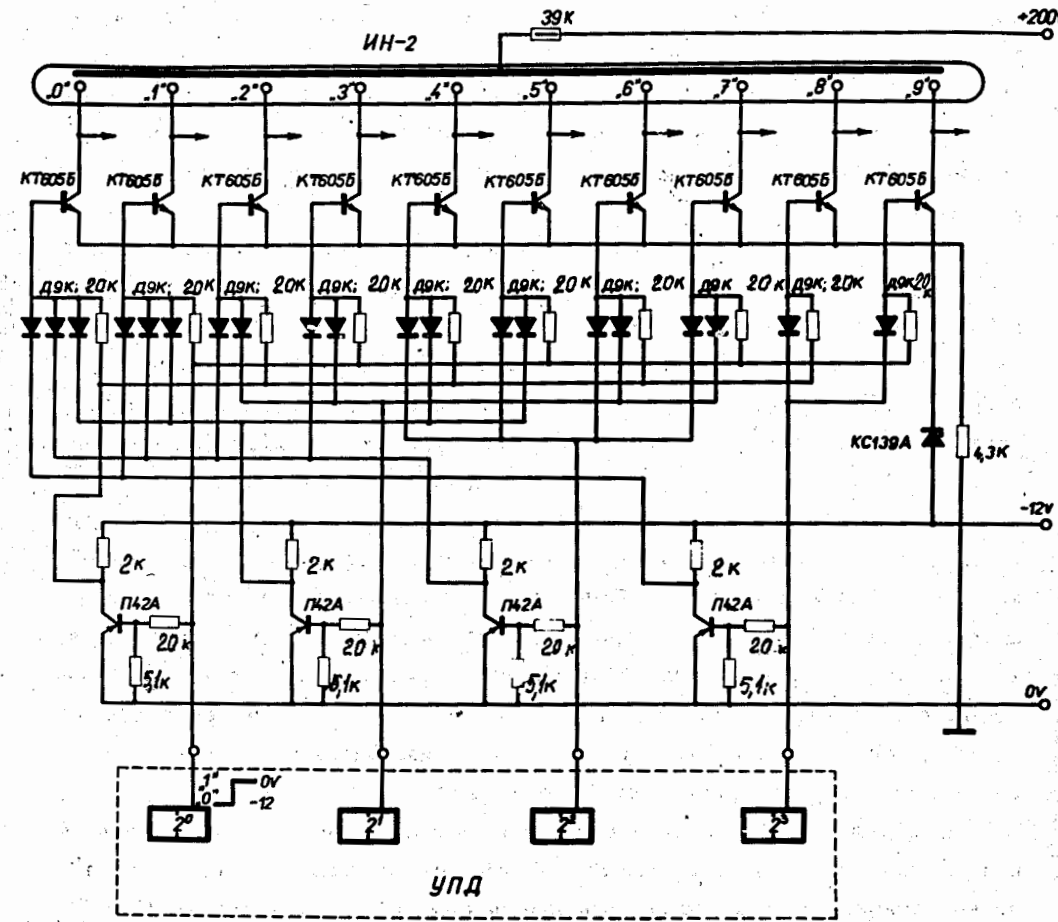 39К
+200V
ИН-2
„0" „1" „2" „3" „4" „5" „6" „7" „8" „9"
КТ605Б КТ605Б КТ605Б КТ605Б КТ605Б КТ605Б КТ605Б КТ605Б КТ605Б КТ605Б
Д9К; 20К Д9К; 20К Д9К; 20К Д9К; 20К Д9К; 20К Д9К; 20К Д9К; 20К Д9К 20К Д9К; 20К Д9К 20К
КС139А
4,3К
-12V
2К 2К 2К 2К
П42А П42А П42А П42А
20К 20К 20К 20К
5,1К 5,1К 5,1К 5,1К
0V
„1" 0V
„0" -12
2⁰ 2¹ 2² 2³
УПД